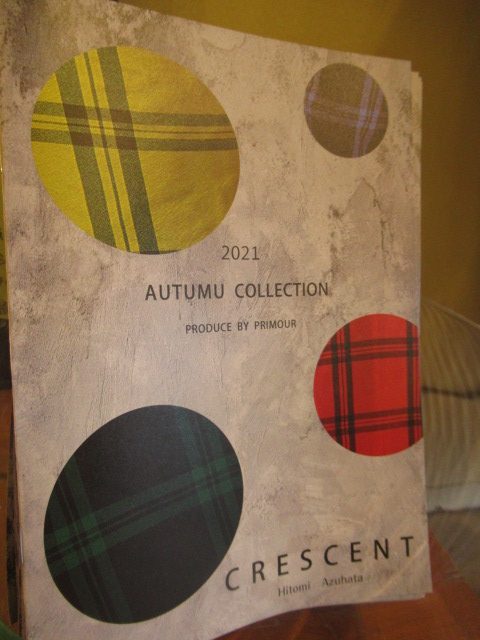 2021
AUTUMU COLLECTION
PRODUCE BY PRIMOUR
CRESCENT
Hitomi Azuhata